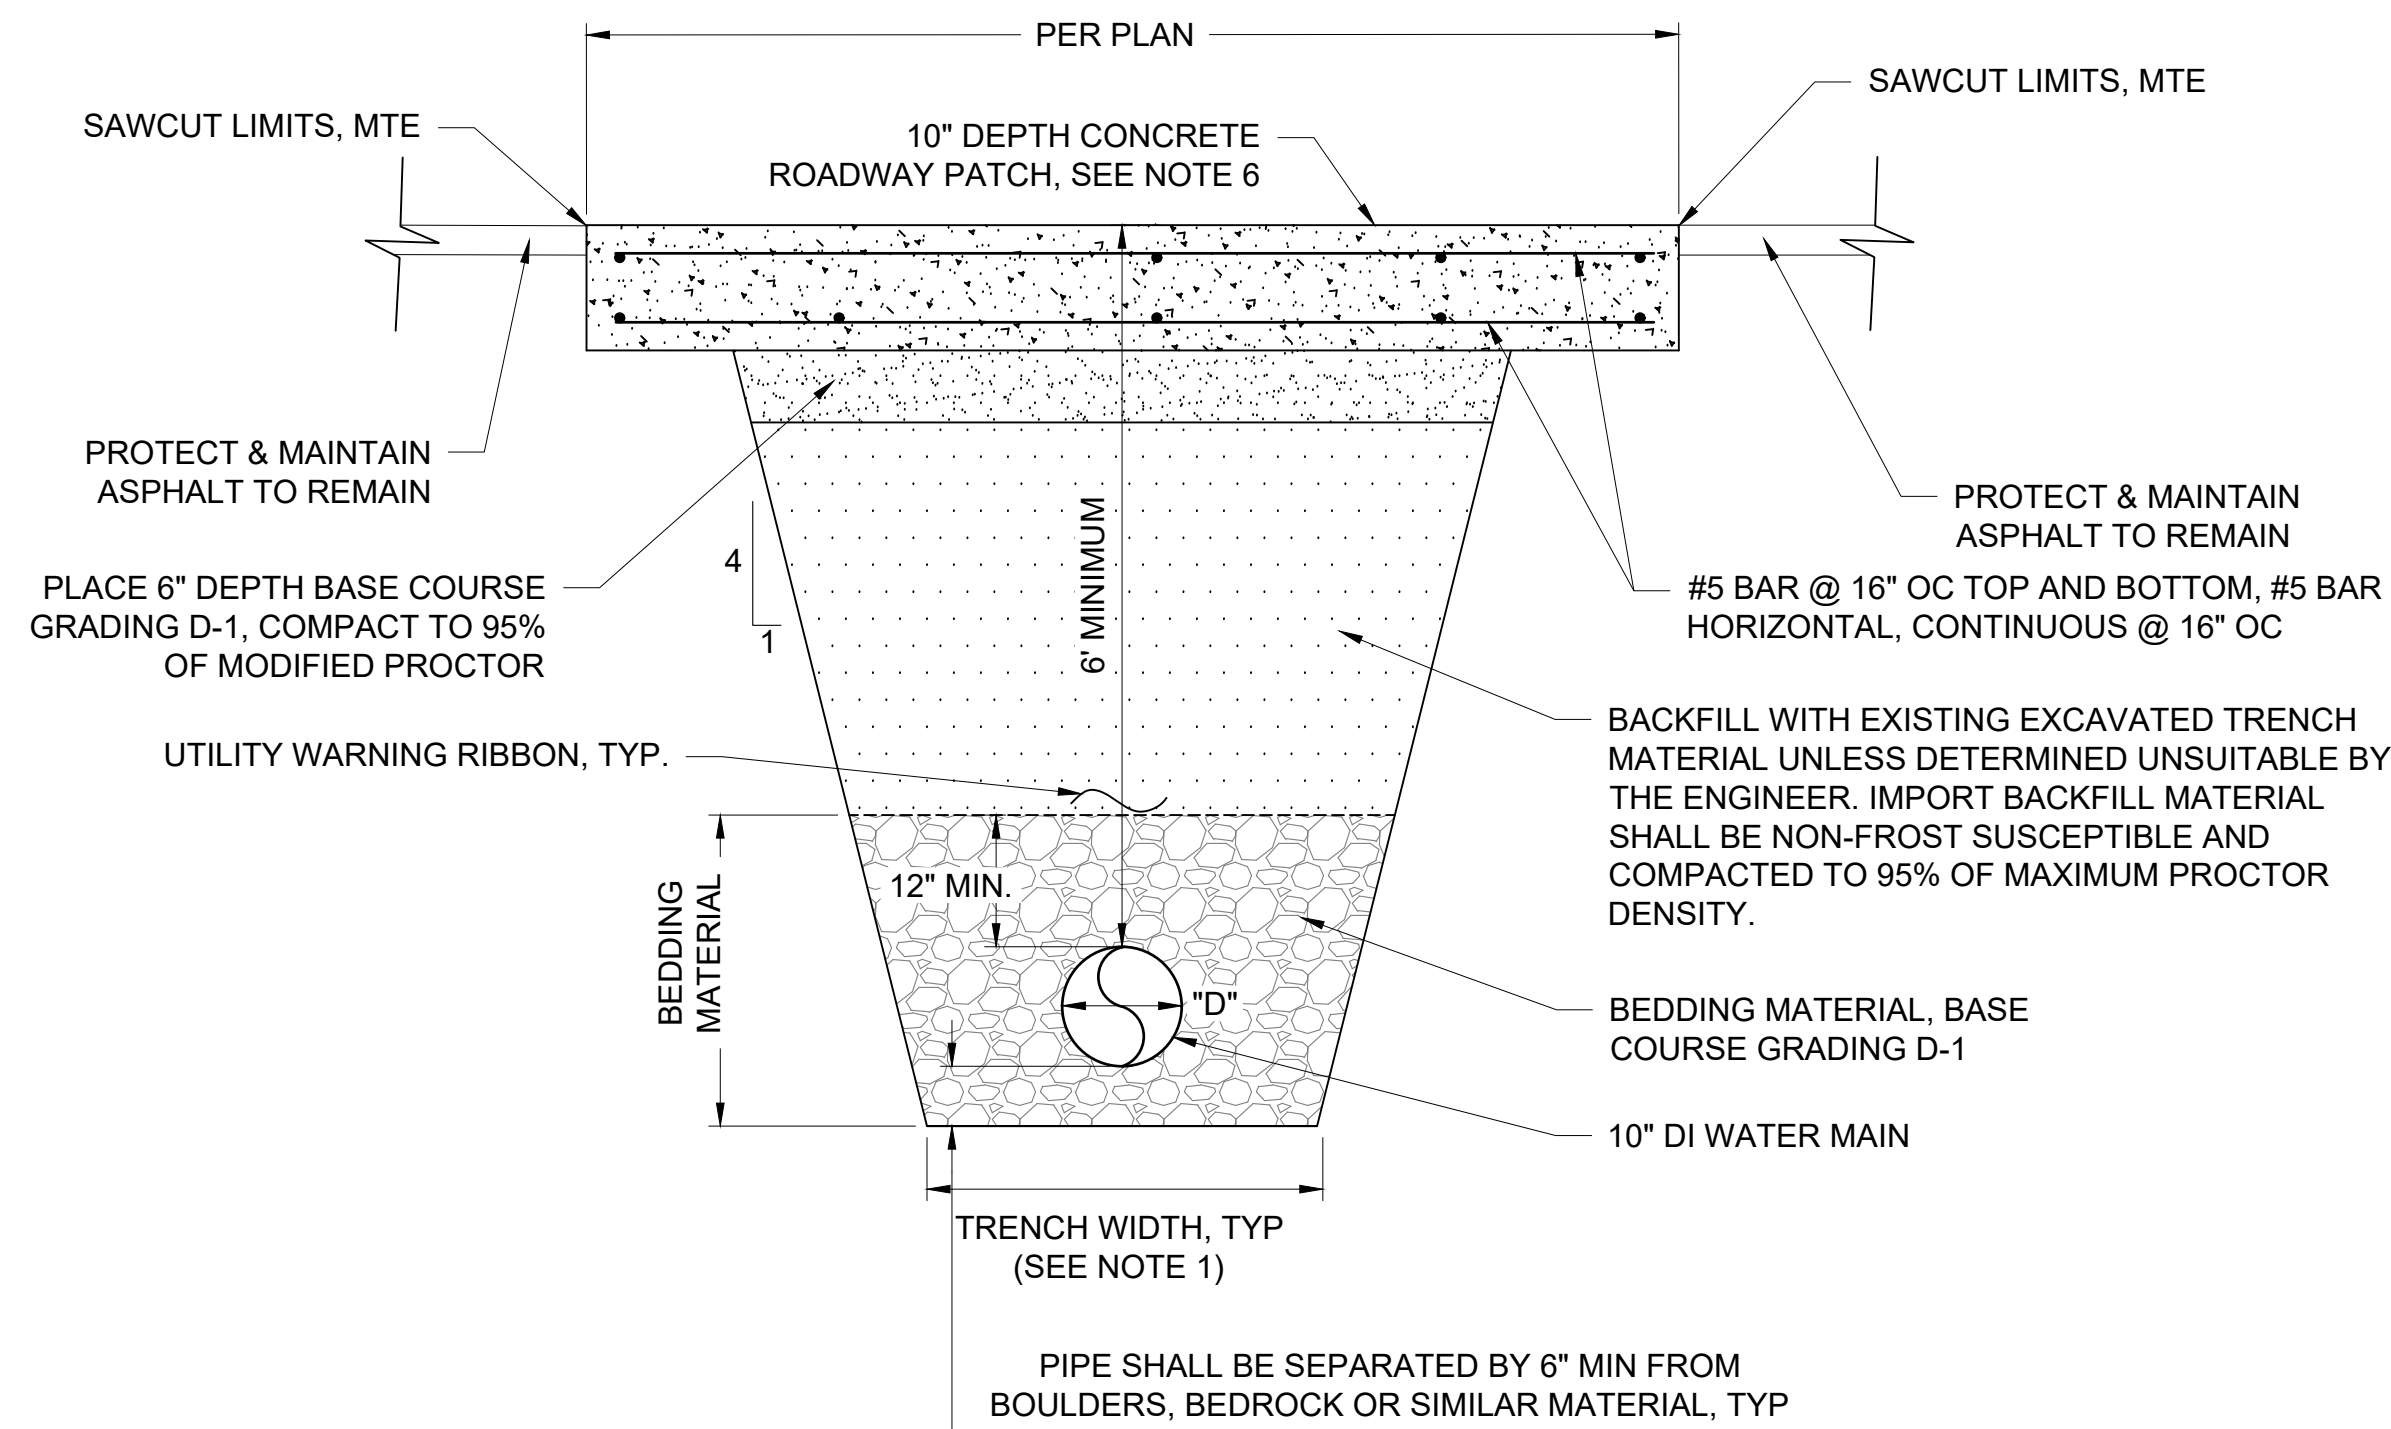 PER PLAN
SAWCUT LIMITS, MTE
SAWCUT LIMITS, MTE
10" DEPTH CONCRETE
ROADWAY PATCH, SEE NOTE 6
PROTECT & MAINTAIN
ASPHALT TO REMAIN
PROTECT & MAINTAIN
ASPHALT TO REMAIN
4
1
6' MINIMUM
PLACE 6" DEPTH BASE COURSE
GRADING D-1, COMPACT TO 95%
OF MODIFIED PROCTOR
#5 BAR @ 16" OC TOP AND BOTTOM, #5 BAR
HORIZONTAL, CONTINUOUS @ 16" OC
UTILITY WARNING RIBBON, TYP.
BACKFILL WITH EXISTING EXCAVATED TRENCH
MATERIAL UNLESS DETERMINED UNSUITABLE BY
THE ENGINEER. IMPORT BACKFILL MATERIAL
SHALL BE NON-FROST SUSCEPTIBLE AND
COMPACTED TO 95% OF MAXIMUM PROCTOR
DENSITY.
BEDDING
MATERIAL
12" MIN.
"D"
BEDDING MATERIAL, BASE
COURSE GRADING D-1
10" DI WATER MAIN
TRENCH WIDTH, TYP
(SEE NOTE 1)
PIPE SHALL BE SEPARATED BY 6" MIN FROM
BOULDERS, BEDROCK OR SIMILAR MATERIAL, TYP